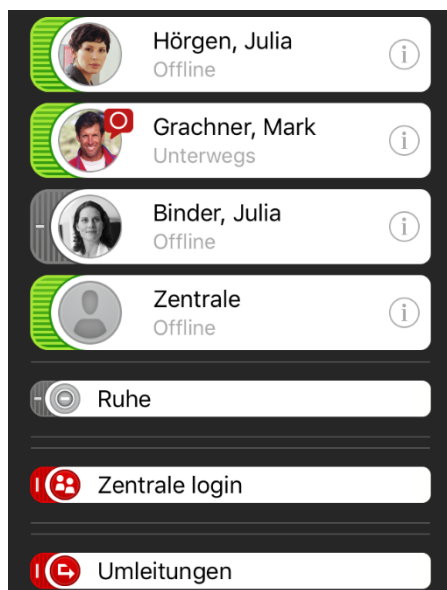 Hörgen, Julia
Offline
Grachner, Mark
Unterwegs
Binder, Julia
Offline
Zentrale
Offline
Ruhe
Zentrale login
Umleitungen